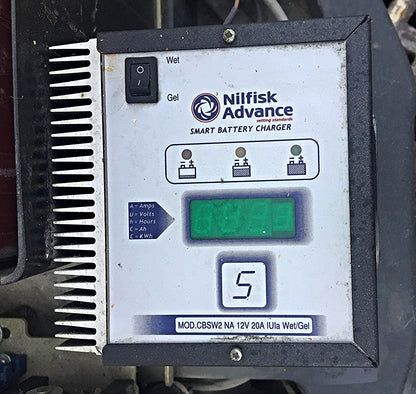 Wet
Gel
Nilfisk
Advance
setting standards
SMART BATTERY CHARGER
A = Amps
U = Volts
h = Hours
C = Ah
E = KWh
S
MOD.CBSW2 NA 12V 20A IUIa Wet/Gel